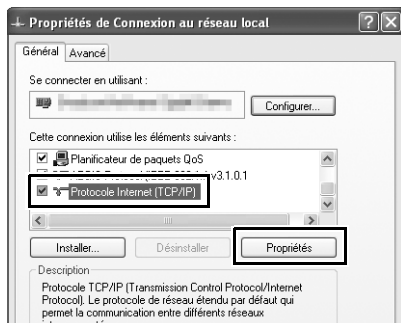 Propriétés de Connexion au réseau local
Général
Avancé
Se connecter en utilisant :
Configurer...
Cette connexion utilise les éléments suivants :
Planificateur de paquets QoS
v3.1.0.1
Protocole Internet (TCP/IP)
Installer...
Désinstaller
Propriétés
Description
Protocole TCP/IP (Transmission Control Protocol/Internet
Protocol). Le protocole de réseau étendu par défaut qui
permet la communication entre différents réseaux